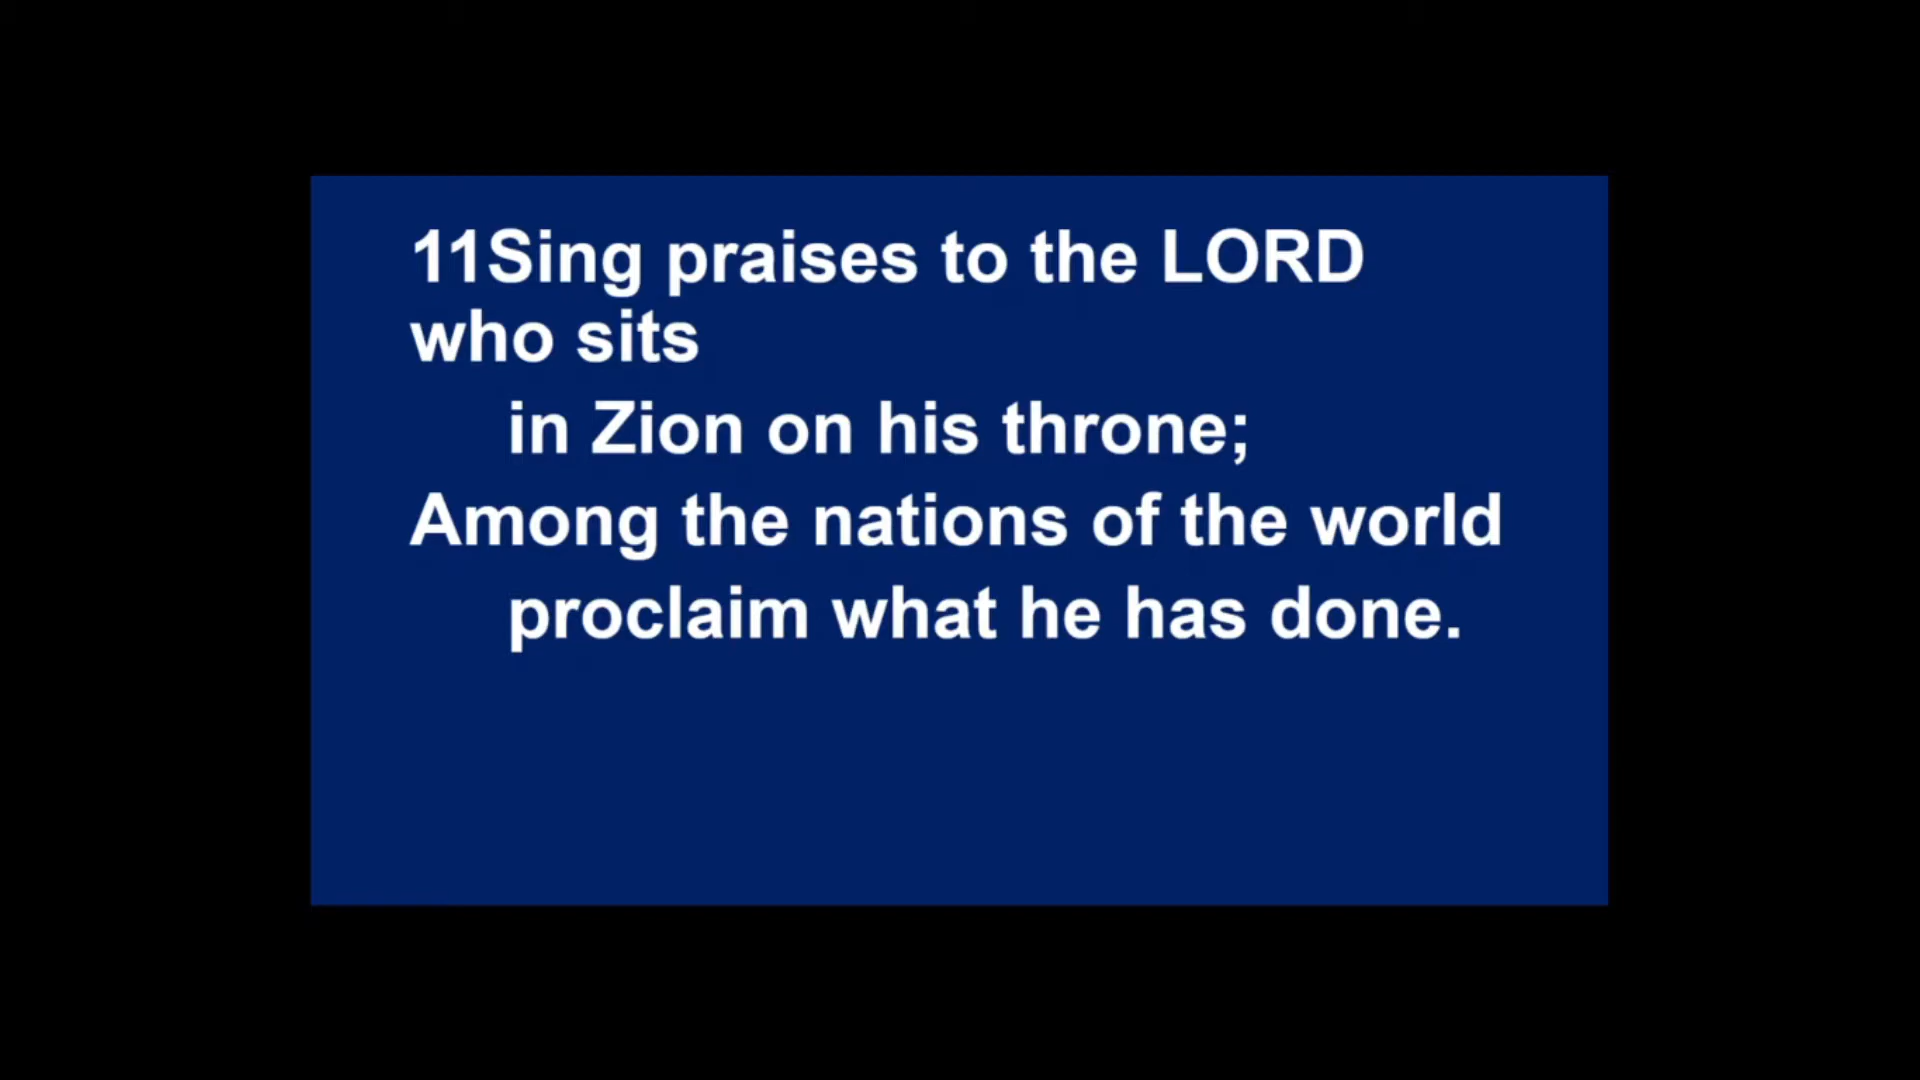 11Sing praises to the LORD
who sits
in Zion on his throne;
Among the nations of the world
proclaim what he has done.